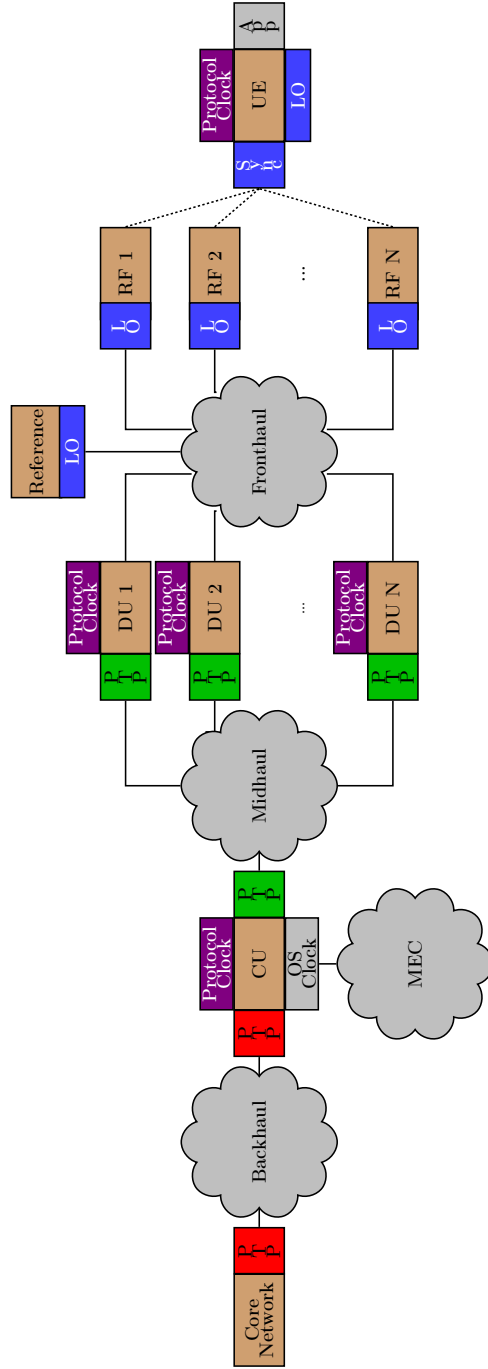 Core
Network
PTP
Backhaul
PTP
Protocol
Clock
CU
OS
Clock
PTP
MEC
Midhaul
PTP
Protocol
Clock
DU 1
PTP
Protocol
Clock
DU 2
...
PTP
Protocol
Clock
DU N
Reference
LO
Fronthaul
LO
RF 1
LO
RF 2
...
LO
RF N
Sync
Protocol
Clock
UE
LO
App